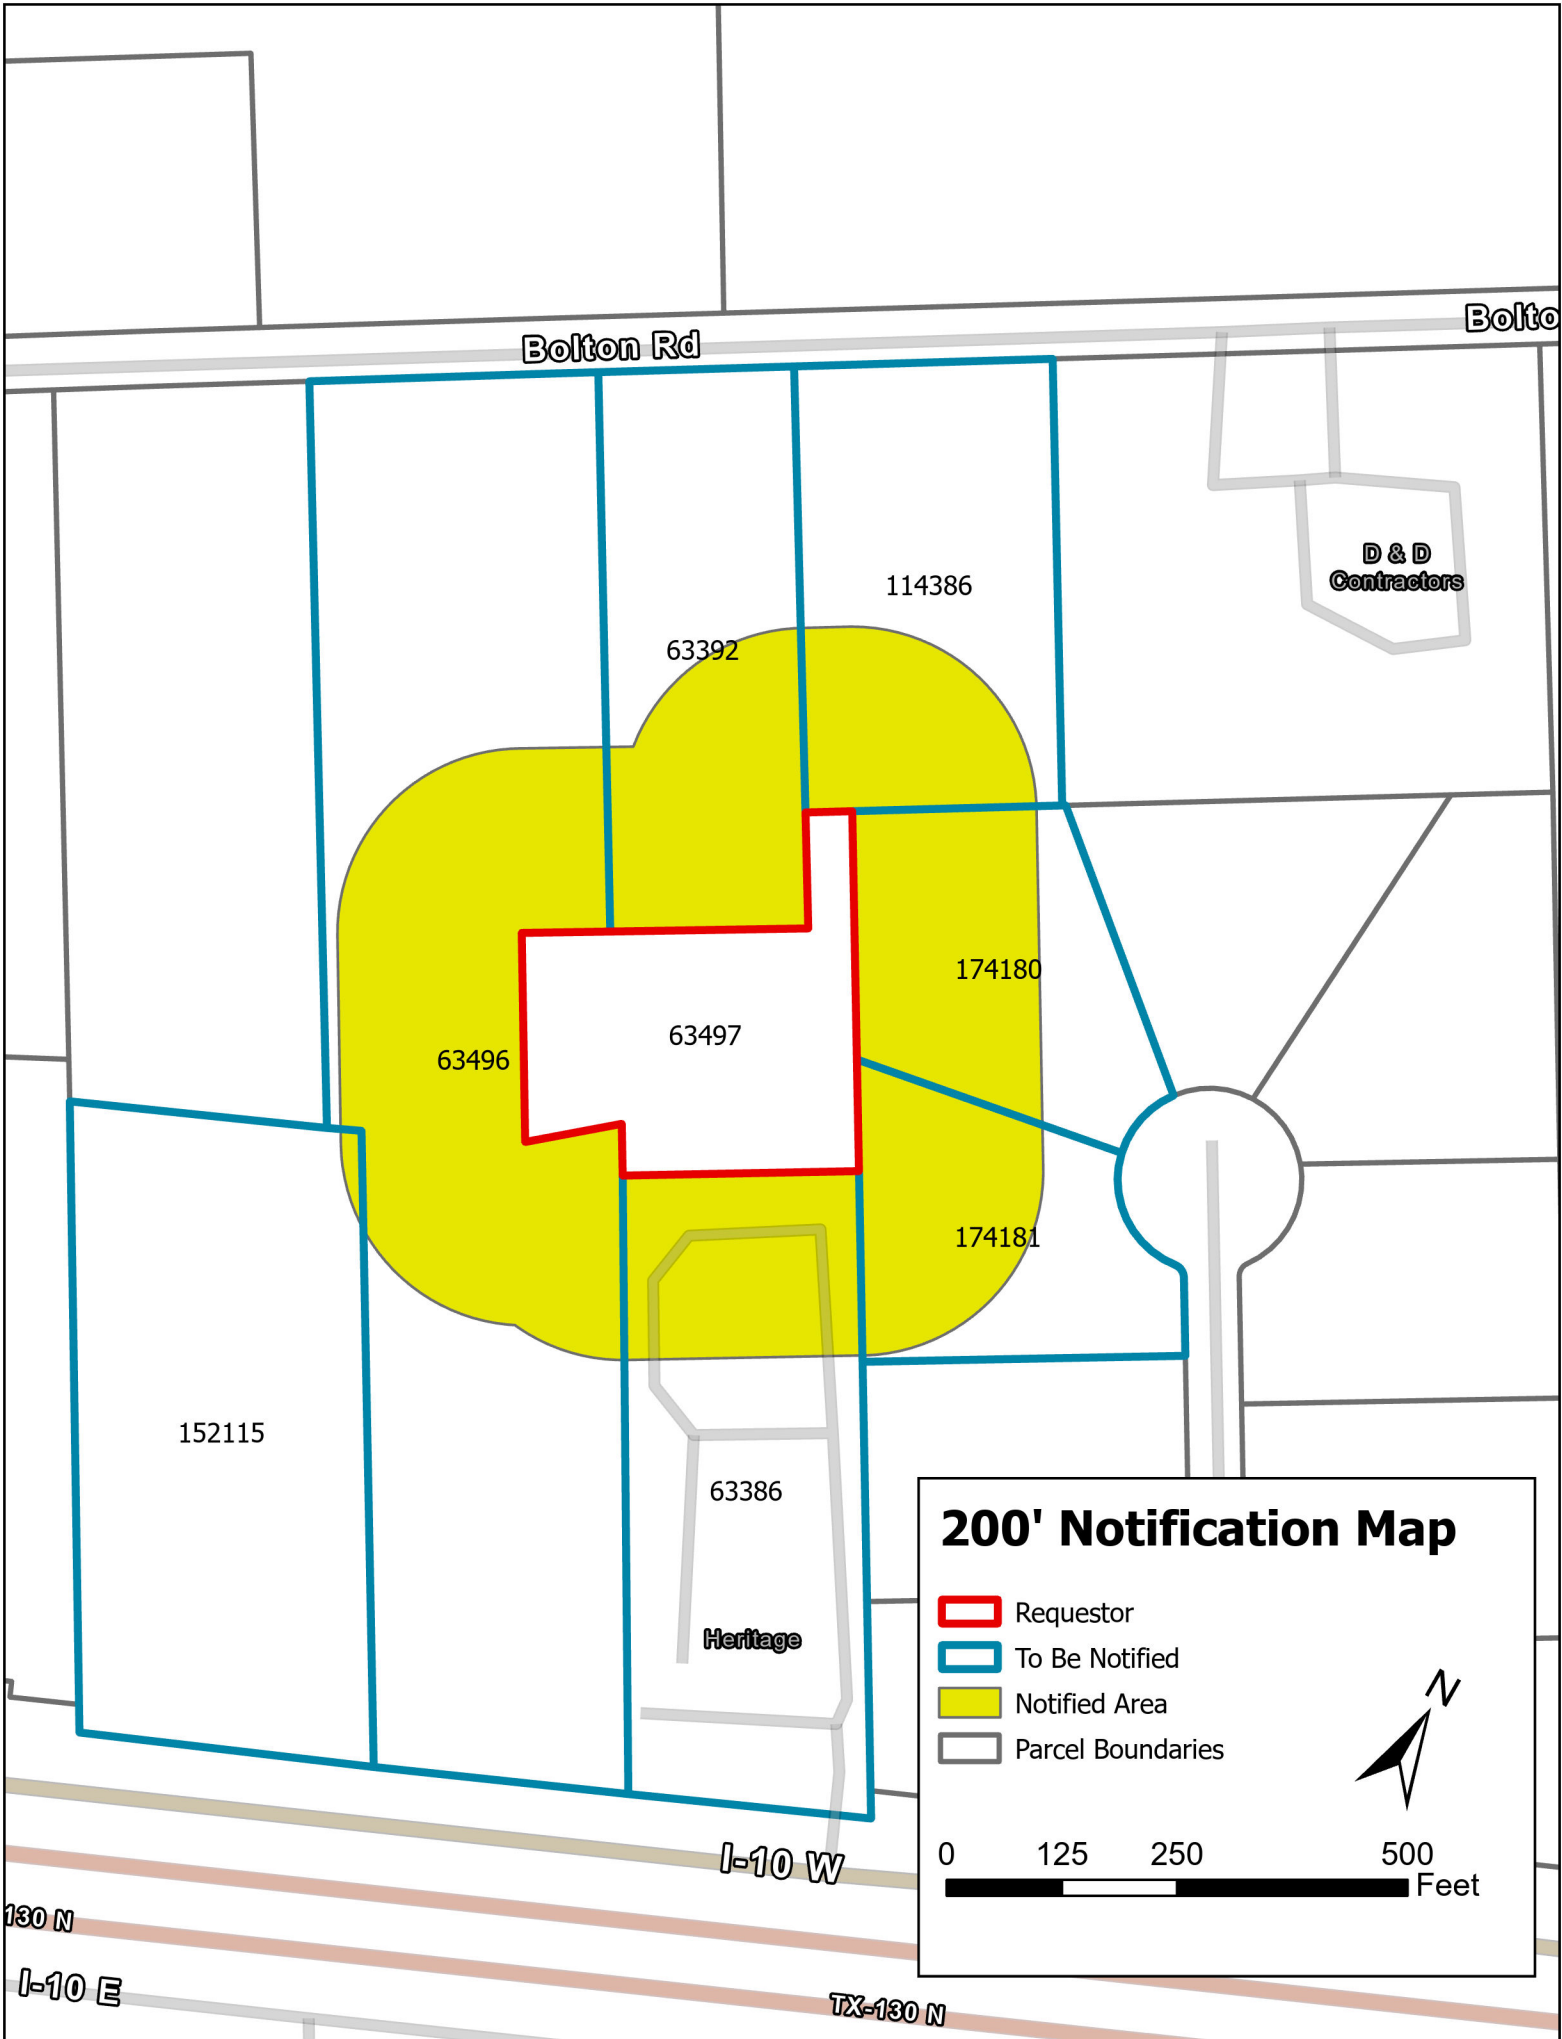 Bolton Rd
Bolto
D & D
Contractors
114386
63392
174180
63497
63496
174181
152115
63386
Heritage
200' Notification Map
Requestor
To Be Notified
Notified Area
Parcel Boundaries
N
0 125 250 500
Feet
I-10 W
130 N
I-10 E
TX-130 N